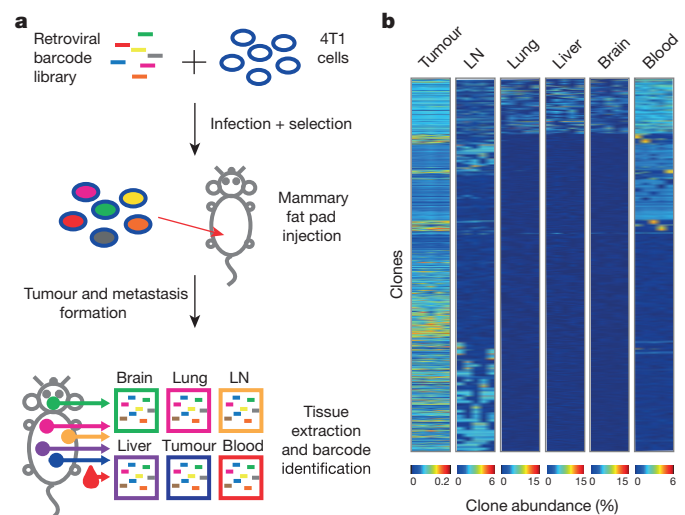 a
Retroviral
barcode
library
4T1
cells
Infection + selection
Mammary
fat pad
injection
Tumour and metastasis
formation
Brain Lung LN
Liver Tumour Blood
Tissue
extraction
and barcode
identification
b
Tumour LN Lung Liver Brain Blood
Clones
0 0.2 0 6 0 15 0 15 0 15 0 6
Clone abundance (%)